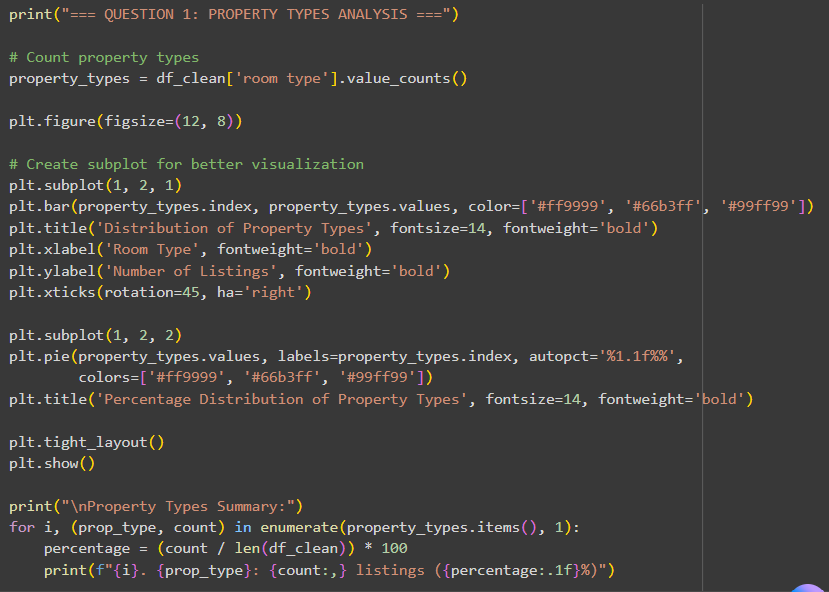 print("=== QUESTION 1: PROPERTY TYPES ANALYSIS ===")
# Count property types
property_types = df_clean['room type'].value_counts()
plt.figure(figsize=(12, 8))
# Create subplot for better visualization
plt.subplot(1, 2, 1)
plt.bar(property_types.index, property_types.values, color=['#ff9999', '#66b3ff', '#99ff99'])
plt.title('Distribution of Property Types', fontsize=14, fontweight='bold')
plt.xlabel('Room Type', fontweight='bold')
plt.ylabel('Number of Listings', fontweight='bold')
plt.xticks(rotation=45, ha='right')
plt.subplot(1, 2, 2)
plt.pie(property_types.values, labels=property_types.index, autopct='%1.1f%%',
        colors=['#ff9999', '#66b3ff', '#99ff99'])
plt.title('Percentage Distribution of Property Types', fontsize=14, fontweight='bold')
plt.tight_layout()
plt.show()
print("\nProperty Types Summary:")
for i, (prop_type, count) in enumerate(property_types.items(), 1):
    percentage = (count / len(df_clean)) * 100
    print(f"{i}. {prop_type}: {count:,} listings ({percentage:.1f}%)")